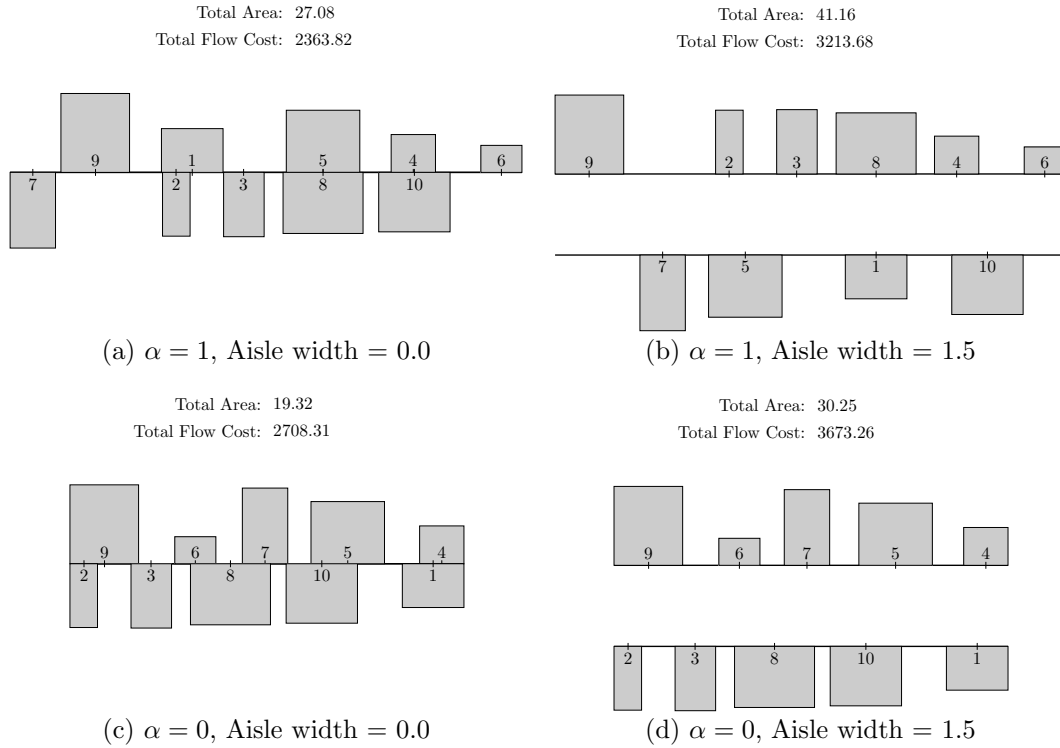 Total Area: 27.08
Total Flow Cost: 2363.82
9 1 5 4 6
7 2 3 8 10
(a) α = 1, Aisle width = 0.0
Total Area: 41.16
Total Flow Cost: 3213.68
9 2 3 8 4 6
7 5 1 10
(b) α = 1, Aisle width = 1.5
Total Area: 19.32
Total Flow Cost: 2708.31
9 6 7 5 4
2 3 8 10 1
(c) α = 0, Aisle width = 0.0
Total Area: 30.25
Total Flow Cost: 3673.26
9 6 7 5 4
2 3 8 10 1
(d) α = 0, Aisle width = 1.5